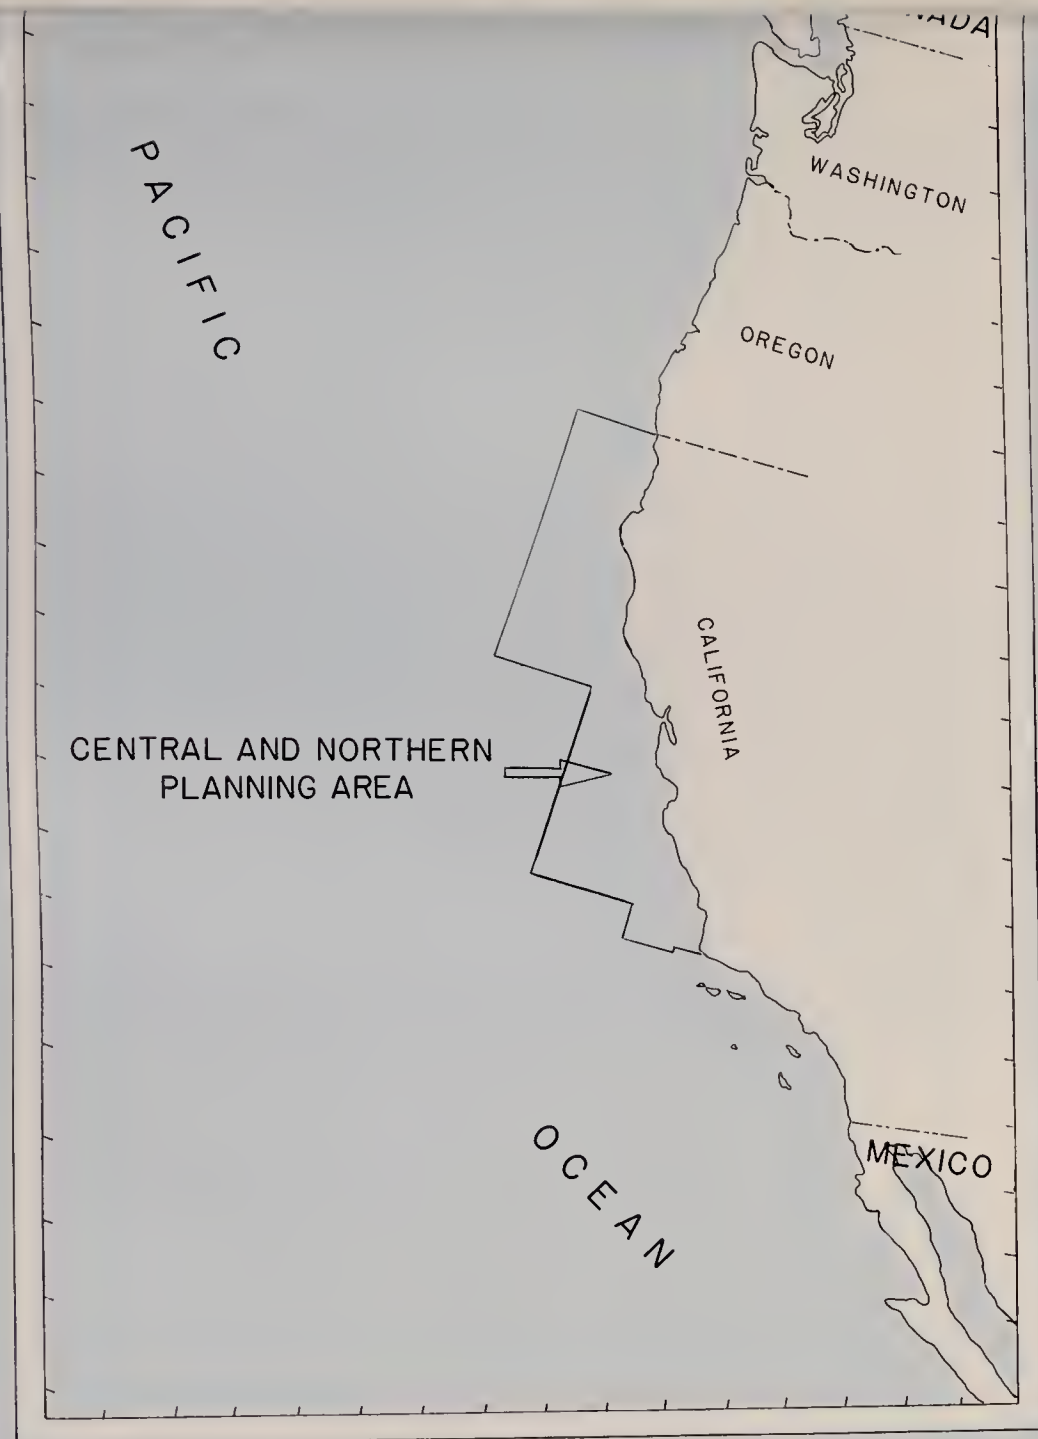 PACIFIC
WASHINGTON
OREGON
CALIFORNIA
CENTRAL AND NORTHERN
PLANNING AREA
OCEAN
MEXICO